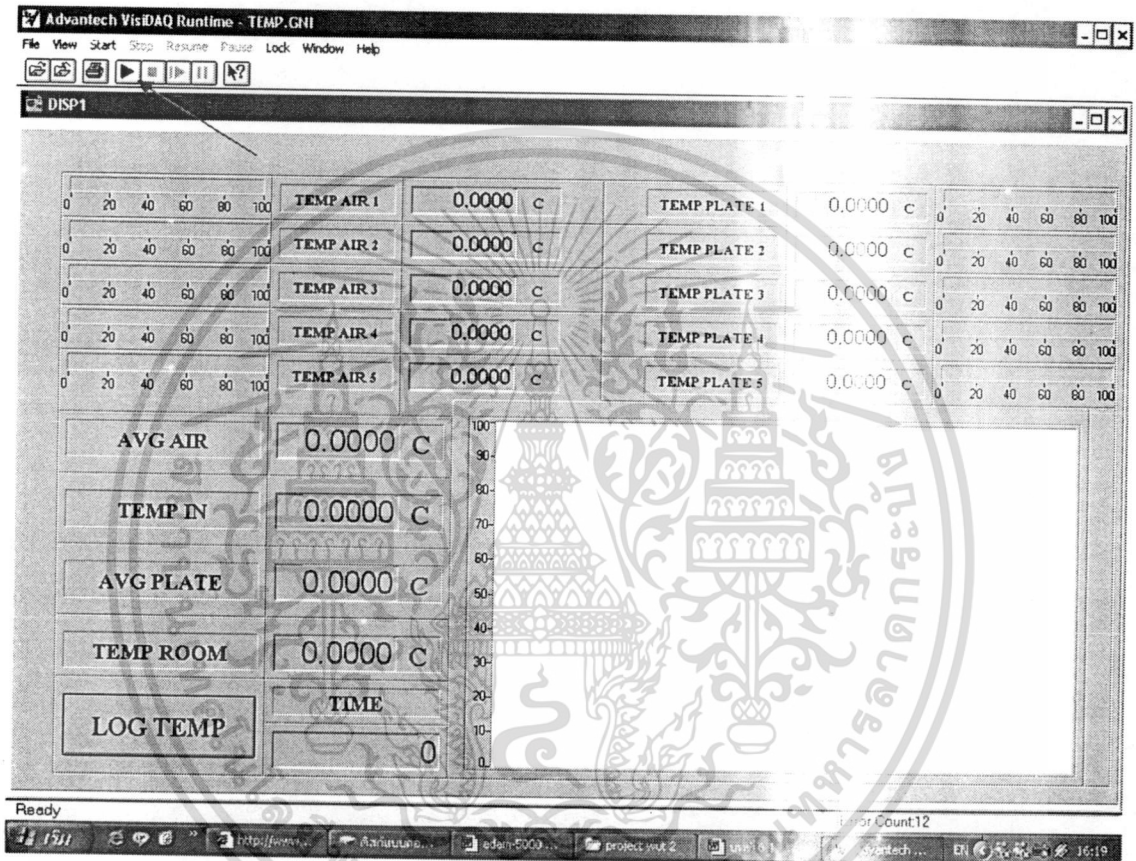 Advantech VisiDAQ Runtime - TEMP.GNI
File View Start Stop Resume Pause Lock Window Help
DISP1
0 20 40 60 80 100 TEMP AIR 1 0.0000 C TEMP PLATE 1 0.0000 C 0 20 40 60 80 100
0 20 40 60 80 100 TEMP AIR 2 0.0000 C TEMP PLATE 2 0.0000 C 0 20 40 60 80 100
0 20 40 60 80 100 TEMP AIR 3 0.0000 C TEMP PLATE 3 0.0000 C 0 20 40 60 80 100
0 20 40 60 80 100 TEMP AIR 4 0.0000 C TEMP PLATE 4 0.0000 C 0 20 40 60 80 100
0 20 40 60 80 100 TEMP AIR 5 0.0000 C TEMP PLATE 5 0.0000 C 0 20 40 60 80 100
AVG AIR 0.0000 C
TEMP IN 0.0000 C
AVG PLATE 0.0000 C
TEMP ROOM 0.0000 C
LOG TEMP
TIME
0
100
90
80
70
60
50
40
30
20
10
0
Ready
Error Count:12
เริ่ม
project wut 2
Advantech ...
EN
16:19